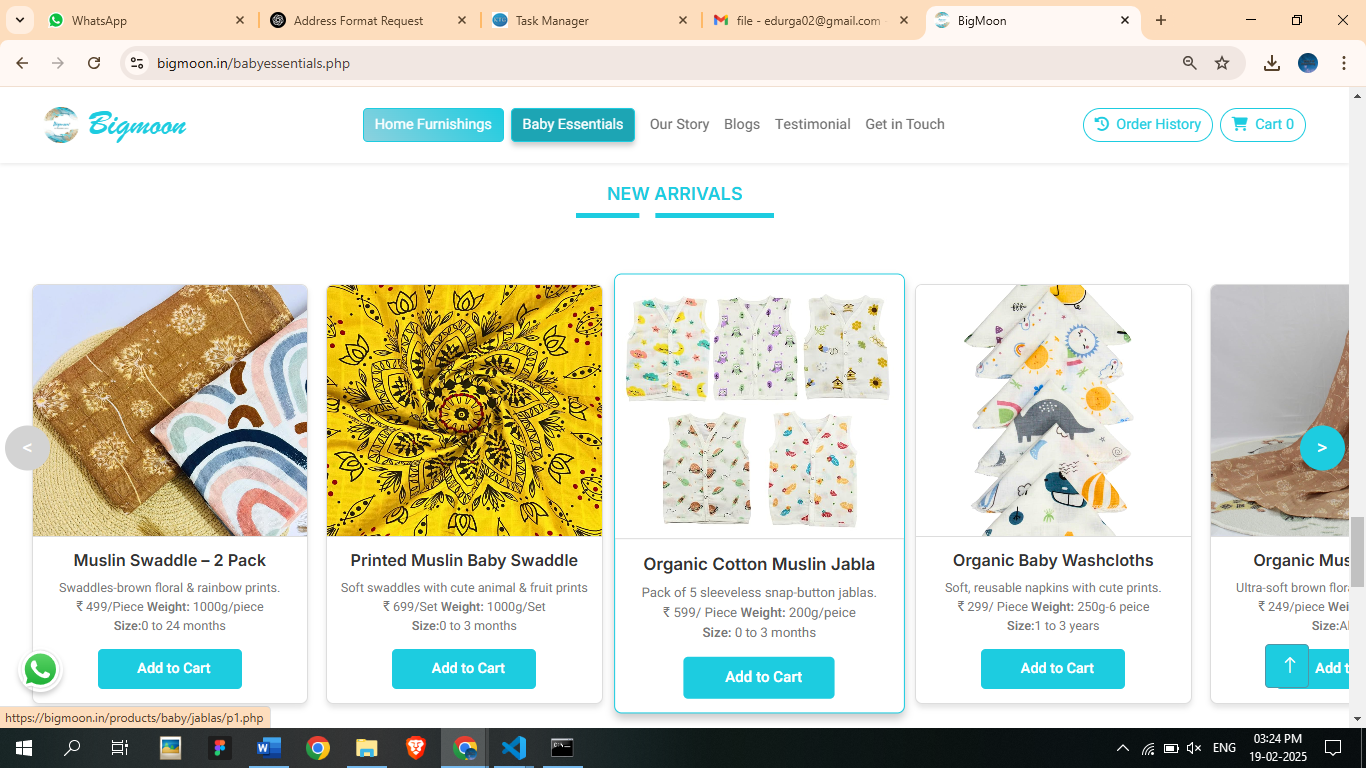 WhatsApp
Address Format Request
Task Manager
file - edurga02@gmail.com
BigMoon
bigmoon.in/babyessentials.php
Bigmoon
Home Furnishings
Baby Essentials
Our Story
Blogs
Testimonial
Get in Touch
Order History
Cart 0
NEW ARRIVALS
<
>
Muslin Swaddle – 2 Pack
Swaddles-brown floral & rainbow prints.
₹ 499/Piece Weight: 1000g/piece
Size:0 to 24 months
Add to Cart
Printed Muslin Baby Swaddle
Soft swaddles with cute animal & fruit prints
₹ 699/Set Weight: 1000g/Set
Size:0 to 3 months
Add to Cart
Organic Cotton Muslin Jabla
Pack of 5 sleeveless snap-button jablas.
₹ 599/ Piece Weight: 200g/peice
Size: 0 to 3 months
Add to Cart
Organic Baby Washcloths
Soft, reusable napkins with cute prints.
₹ 299/ Piece Weight: 250g-6 peice
Size:1 to 3 years
Add to Cart
Organic Mus
Ultra-soft brown flora
₹ 249/piece Wei
Size:Al
Add t
https://bigmoon.in/products/baby/jablas/p1.php
ENG
03:24 PM
19-02-2025